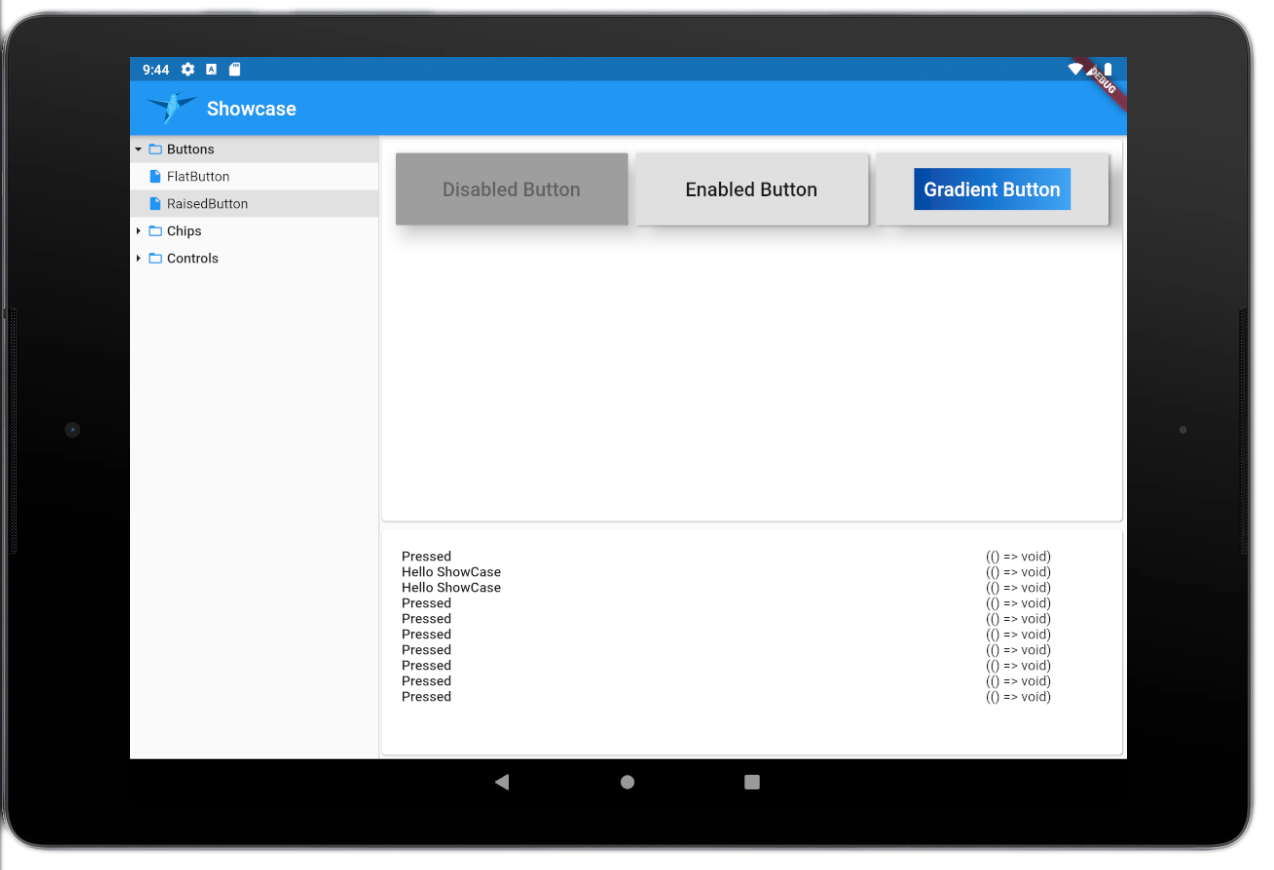 9:44
DEBUG
Showcase
Buttons
FlatButton
RaisedButton
Chips
Controls
Disabled Button
Enabled Button
Gradient Button
Pressed (() => void)
Hello ShowCase (() => void)
Hello ShowCase (() => void)
Pressed (() => void)
Pressed (() => void)
Pressed (() => void)
Pressed (() => void)
Pressed (() => void)
Pressed (() => void)
Pressed (() => void)